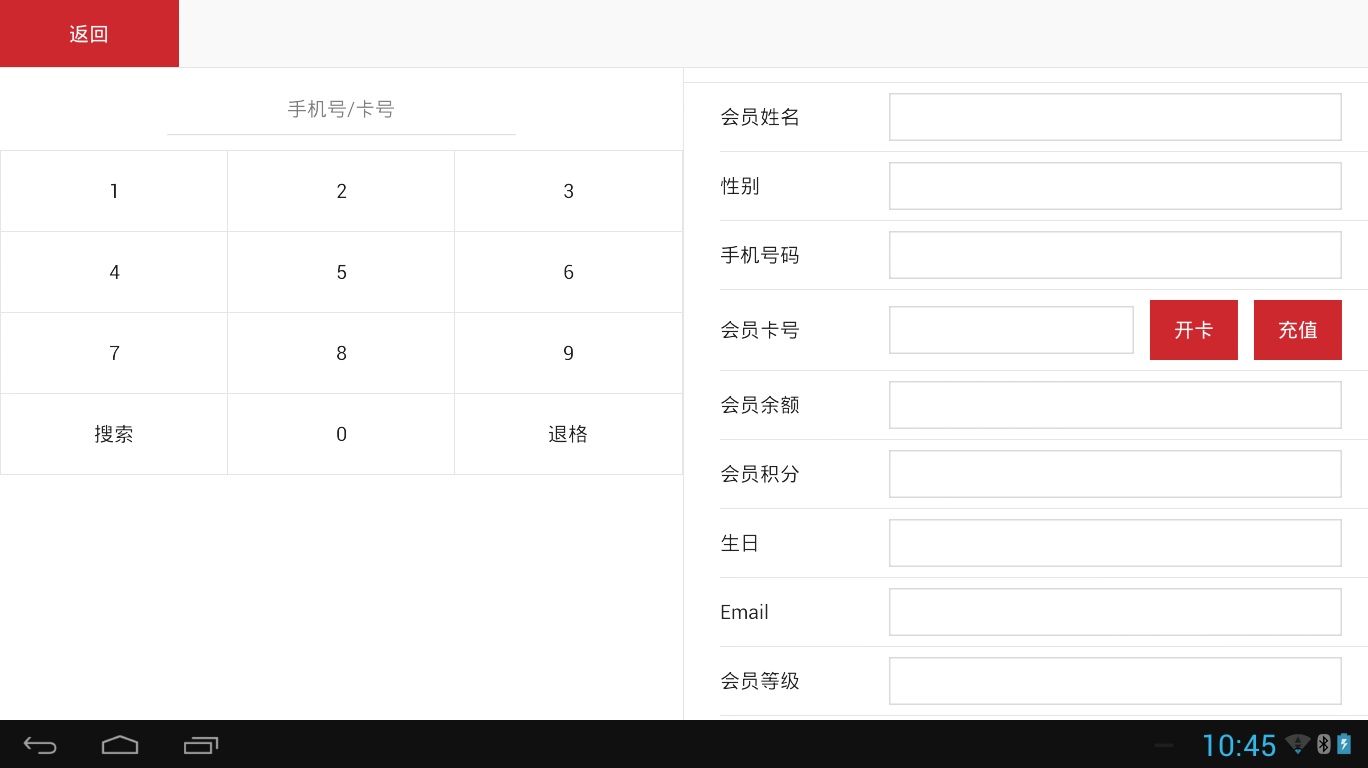 返回
手机号/卡号
1 2 3
4 5 6
7 8 9
搜索 0 退格
会员姓名
性别
手机号码
会员卡号 开卡 充值
会员余额
会员积分
生日
Email
会员等级
10:45